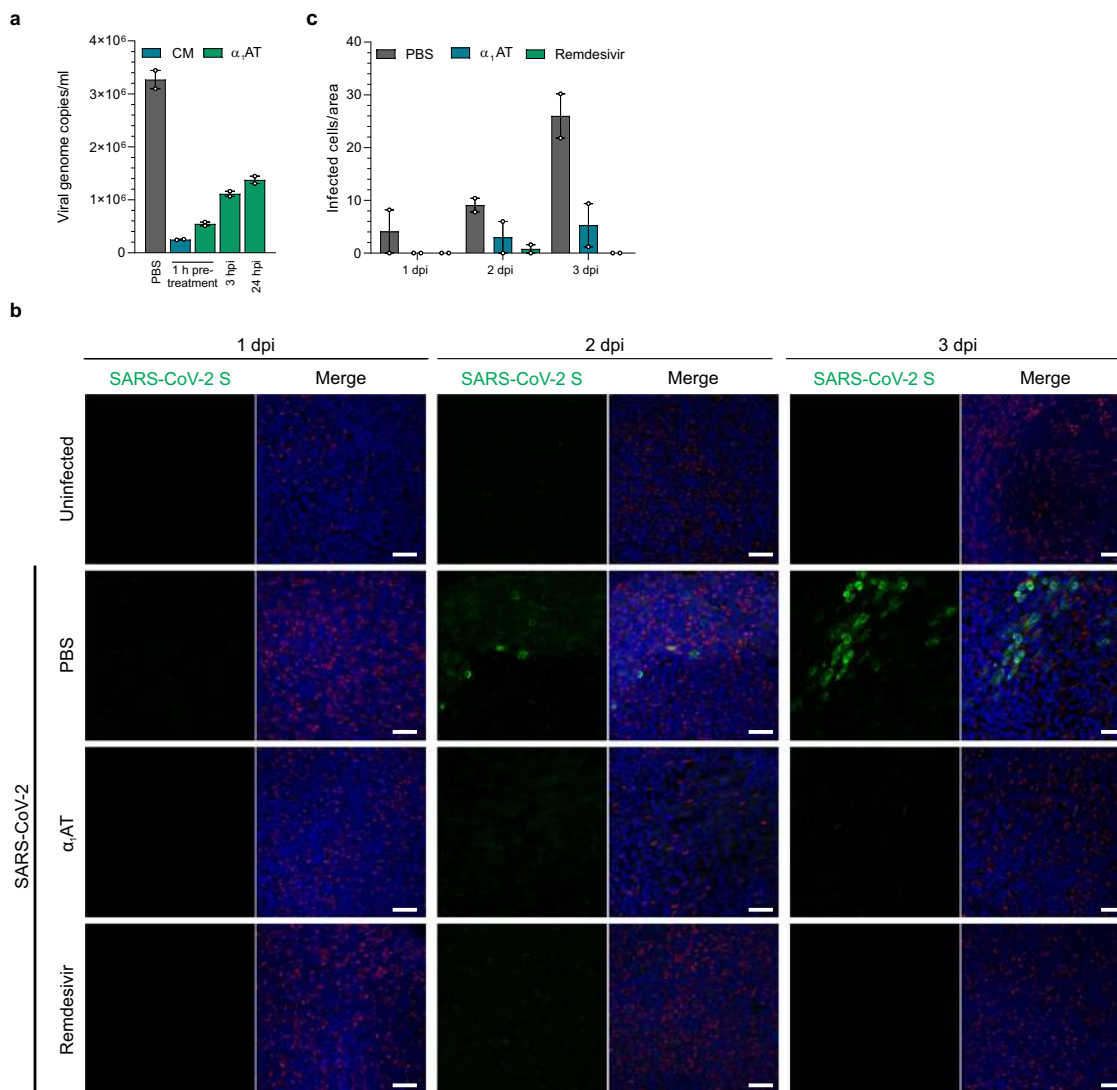 a
CM α₁AT
Viral genome copies/ml
4×10⁶
3×10⁶
2×10⁶
1×10⁶
0
PBS
1 h pre-
treatment
3 hpi
24 hpi
c
PBS α₁AT Remdesivir
Infected cells/area
40
30
20
10
0
1 dpi 2 dpi 3 dpi
b
1 dpi 2 dpi 3 dpi
SARS-CoV-2 S Merge SARS-CoV-2 S Merge SARS-CoV-2 S Merge
Uninfected
SARS-CoV-2
PBS
α₁AT
Remdesivir